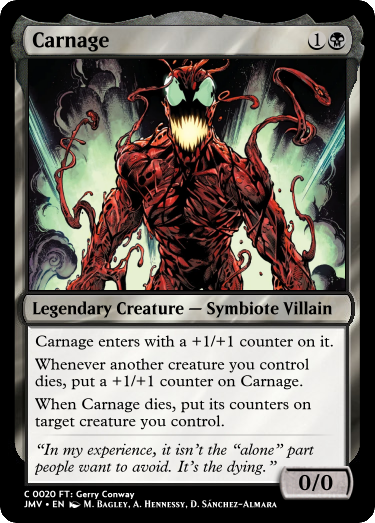 Carnage 1
Legendary Creature — Symbiote Villain
Carnage enters with a +1/+1 counter on it.
Whenever another creature you control
dies, put a +1/+1 counter on Carnage.
When Carnage dies, put its counters on
target creature you control.
“In my experience, it isn’t the “alone” part
people want to avoid. It’s the dying.”
0/0
C 0020 FT: Gerry Conway
JMV • EN M. BAGLEY, A. HENNESSY, D. SÁNCHEZ-ALMARA